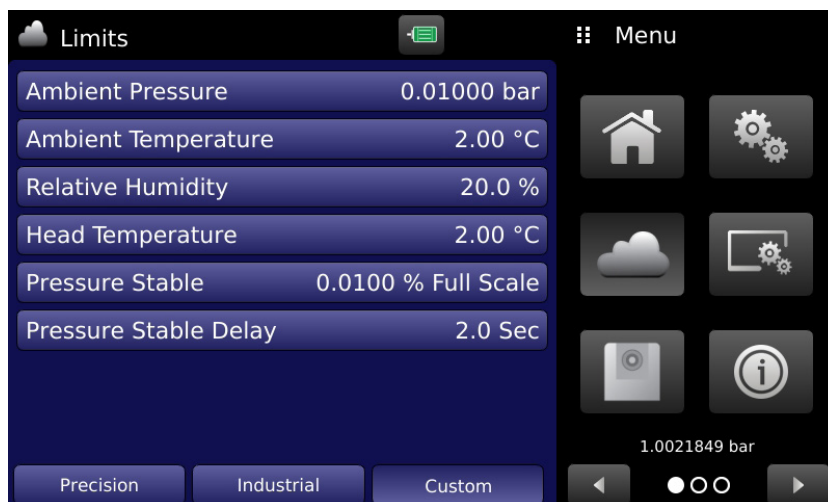 Limits
Ambient Pressure 0.01000 bar
Ambient Temperature 2.00 °C
Relative Humidity 20.0 %
Head Temperature 2.00 °C
Pressure Stable 0.0100 % Full Scale
Pressure Stable Delay 2.0 Sec
Precision Industrial Custom
Menu
1.0021849 bar